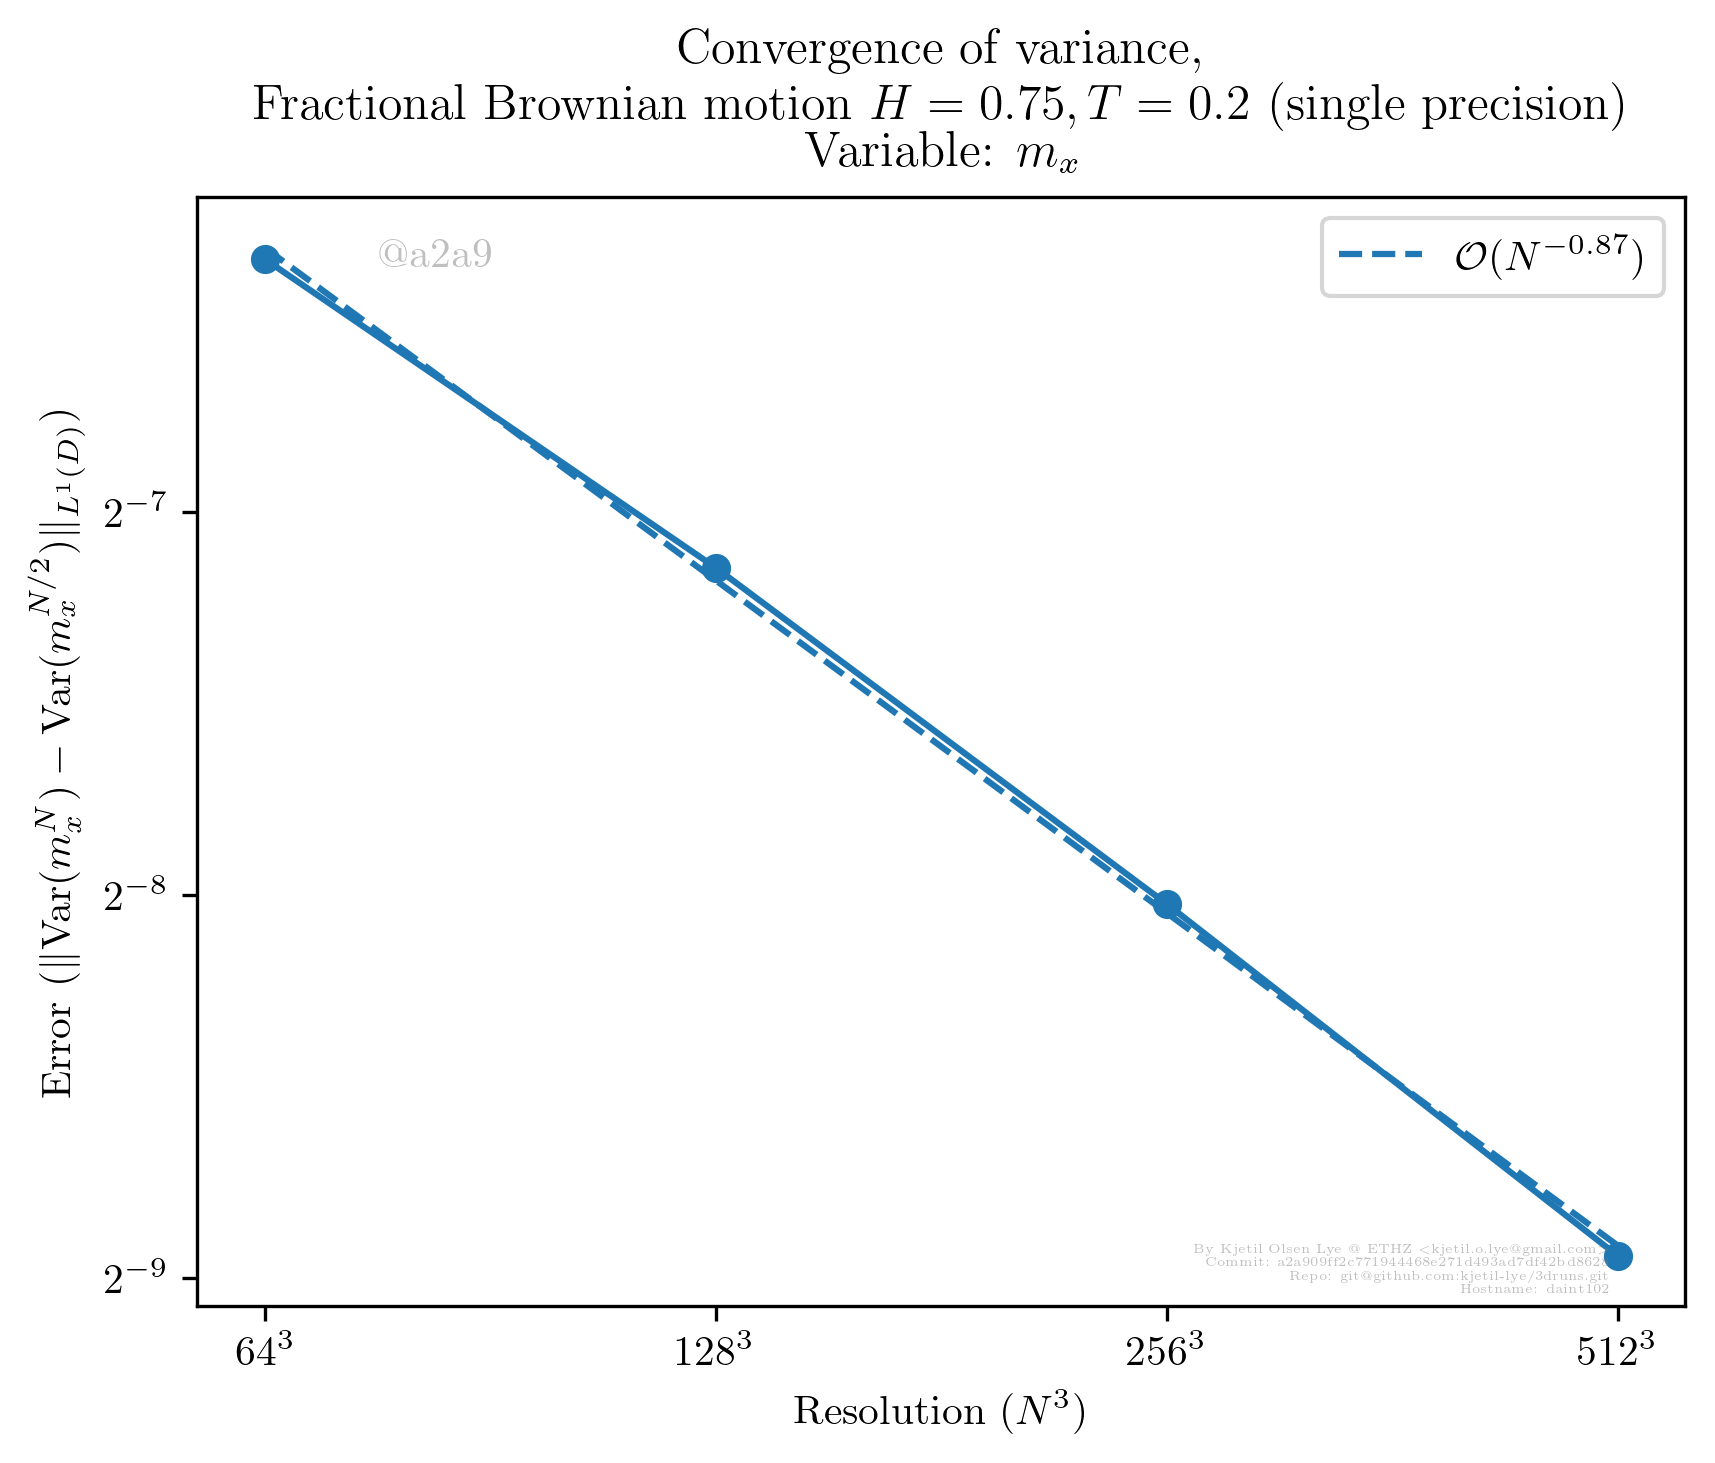 Convergence of variance,
Fractional Brownian motion H = 0.75, T = 0.2 (single precision)
Variable: m_x
@a2a9
O(N^{-0.87})
Error (||Var(m_x^N) − Var(m_x^{N/2})||_{L^1(D)})
2^{-7}
2^{-8}
2^{-9}
By Kjetil Olsen Lye @ ETHZ <kjetil.o.lye@gmail.com>
Commit: a2a909ff2c771944468e271d493ad7df42bd862
Repo: git@github.com:kjetil-lye/3druns.git
Hostname: daint102
64^3
128^3
256^3
512^3
Resolution (N^3)